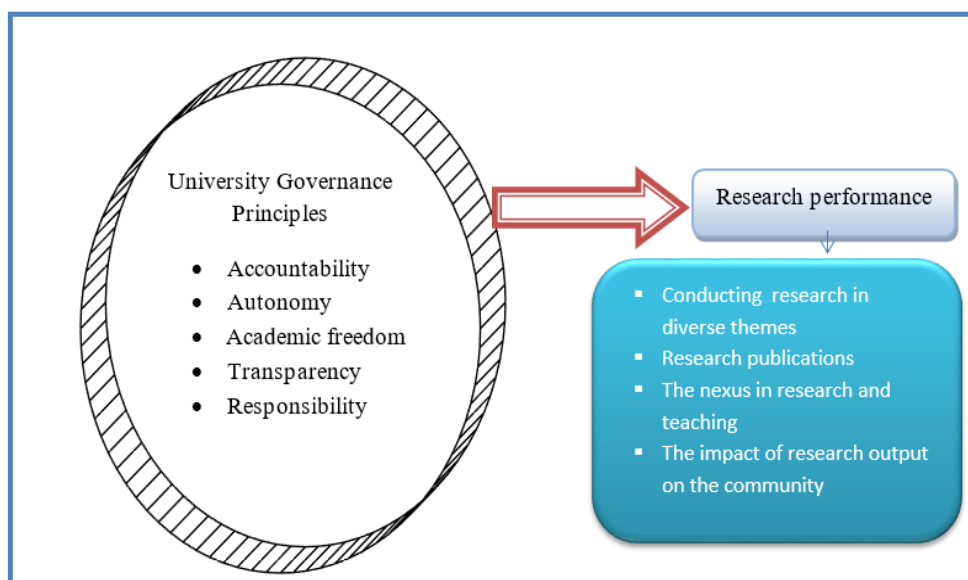 University Governance
Principles
• Accountability
• Autonomy
• Academic freedom
• Transparency
• Responsibility
Research performance
▪ Conducting research in
diverse themes
▪ Research publications
▪ The nexus in research and
teaching
▪ The impact of research output
on the community